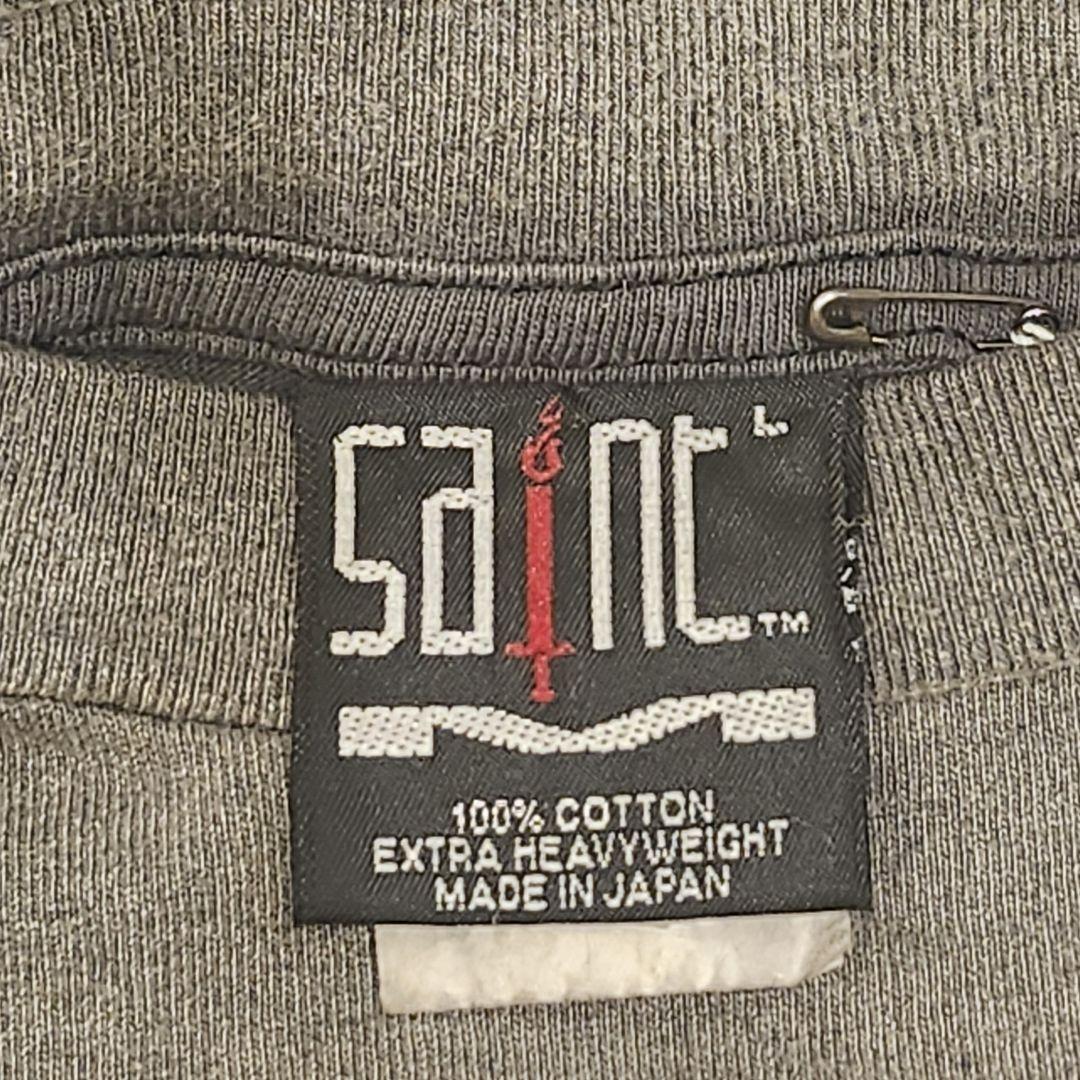 SaINt L
TM
100% COTTON
EXTRA HEAVYWEIGHT
MADE IN JAPAN